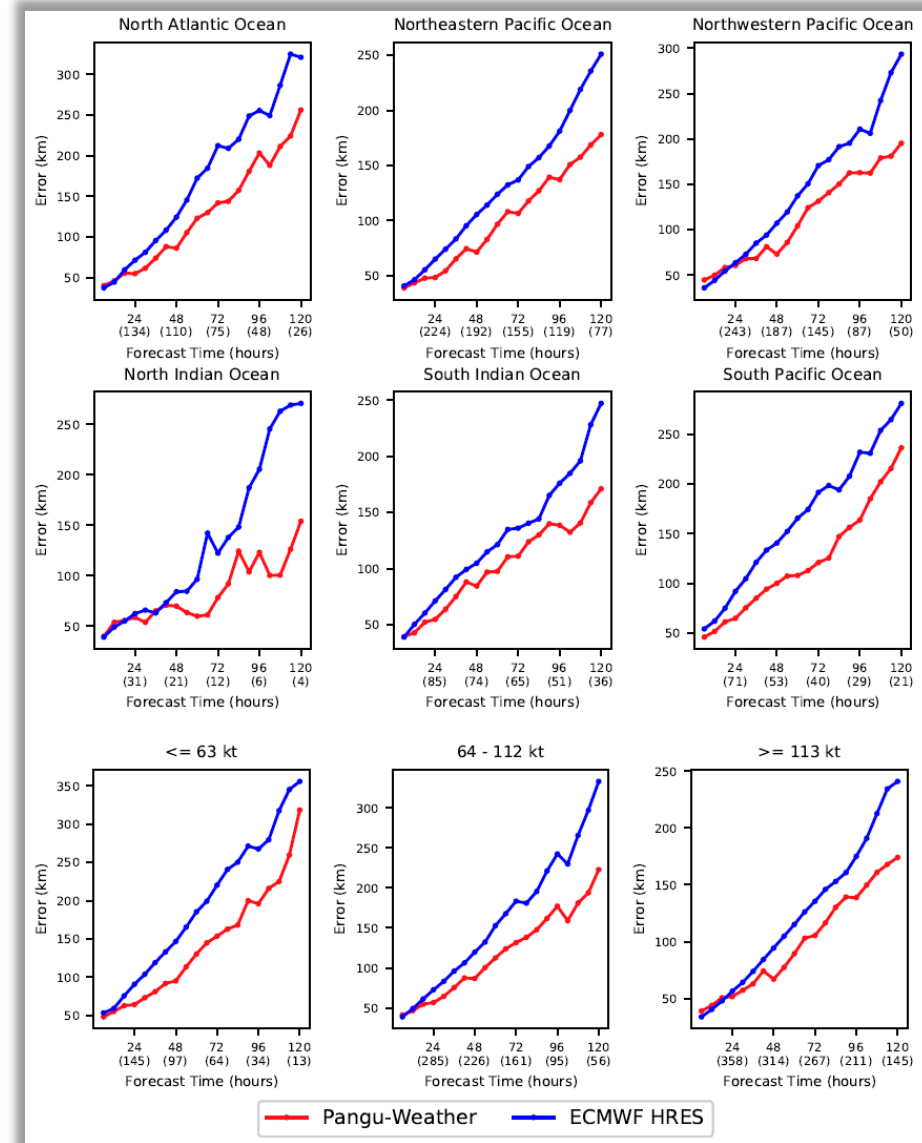 North Atlantic Ocean
Error (km)
300
250
200
150
100
50
24 48 72 96 120
(134) (110) (75) (48) (26)
Forecast Time (hours)
Northeastern Pacific Ocean
Error (km)
250
200
150
100
50
24 48 72 96 120
(224) (192) (155) (119) (77)
Forecast Time (hours)
Northwestern Pacific Ocean
Error (km)
300
250
200
150
100
50
24 48 72 96 120
(243) (187) (145) (87) (50)
Forecast Time (hours)
North Indian Ocean
Error (km)
250
200
150
100
50
24 48 72 96 120
(31) (21) (12) (6) (4)
Forecast Time (hours)
South Indian Ocean
Error (km)
250
200
150
100
50
24 48 72 96 120
(85) (74) (65) (51) (36)
Forecast Time (hours)
South Pacific Ocean
Error (km)
250
200
150
100
50
24 48 72 96 120
(71) (53) (40) (29) (21)
Forecast Time (hours)
<= 63 kt
Error (km)
350
300
250
200
150
100
50
24 48 72 96 120
(145) (97) (64) (34) (13)
Forecast Time (hours)
64 - 112 kt
Error (km)
300
250
200
150
100
50
24 48 72 96 120
(285) (226) (161) (95) (56)
Forecast Time (hours)
>= 113 kt
Error (km)
250
200
150
100
50
24 48 72 96 120
(358) (314) (267) (211) (145)
Forecast Time (hours)
Pangu-Weather ECMWF HRES